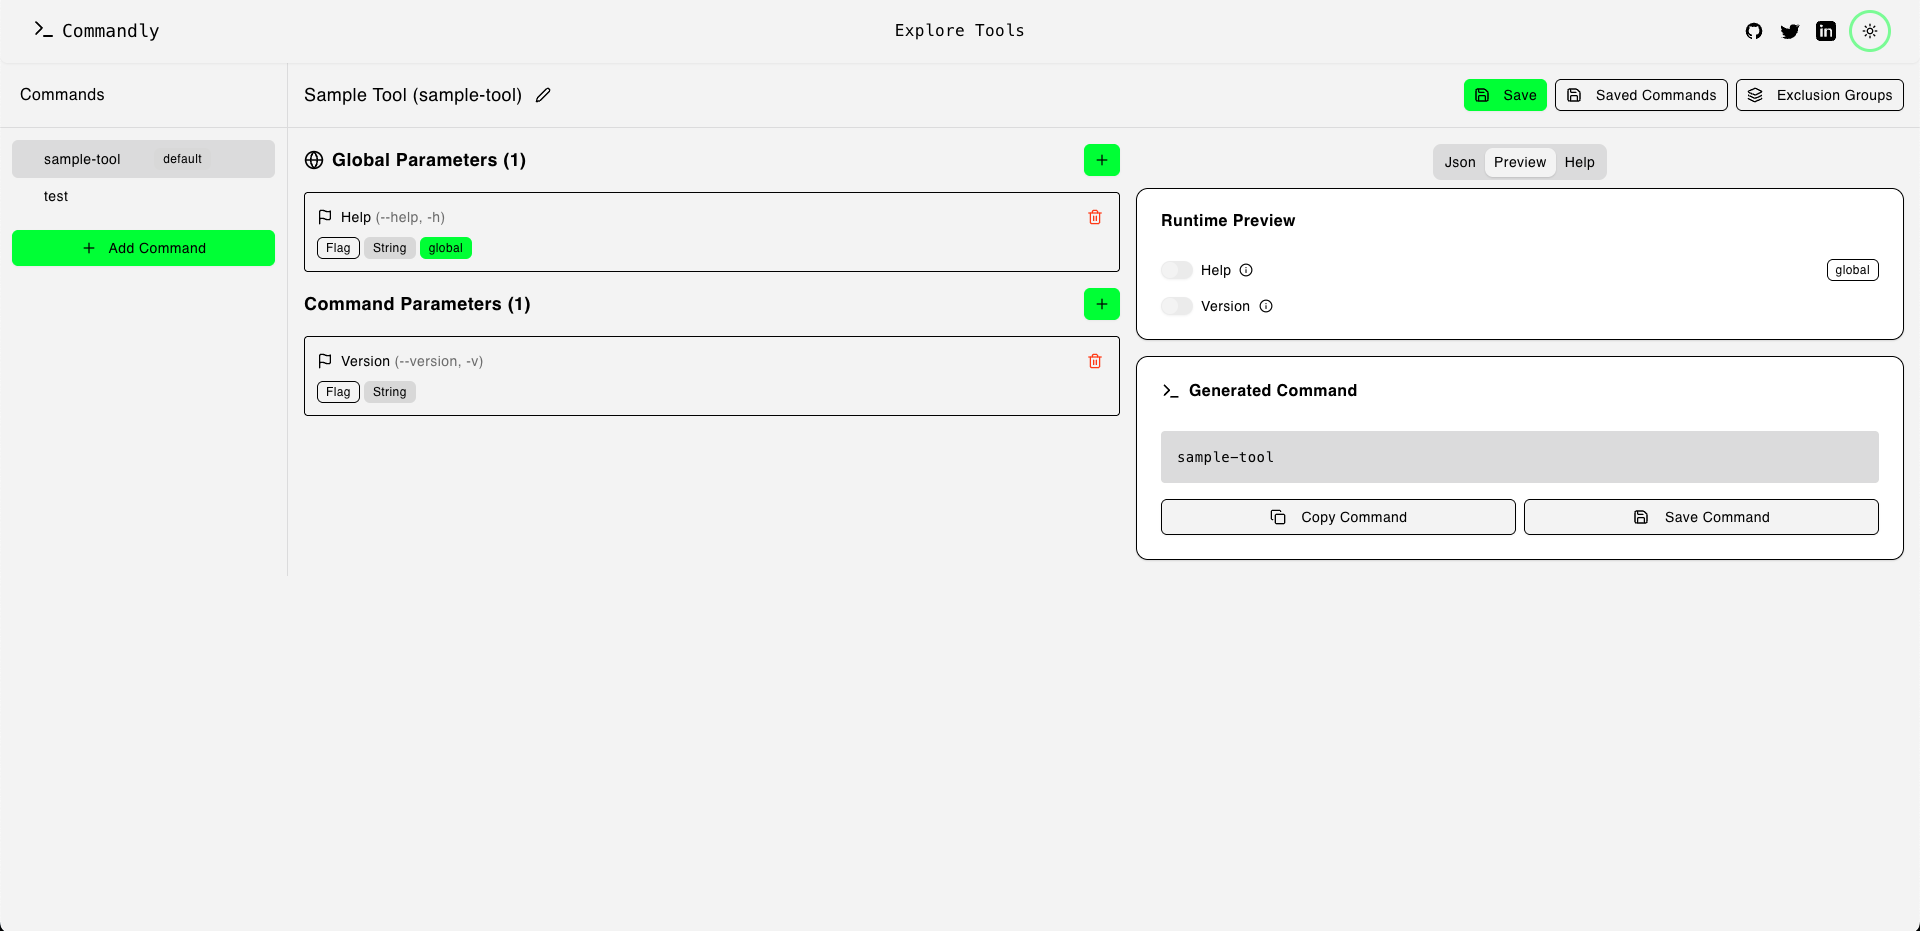 Commandly
Explore Tools
Commands
Sample Tool (sample-tool)
Save
Saved Commands
Exclusion Groups
sample-tool default
test
Add Command
Global Parameters (1)
Help (--help, -h)
Flag String global
Command Parameters (1)
Version (--version, -v)
Flag String
Json Preview Help
Runtime Preview
Help
global
Version
Generated Command
sample-tool
Copy Command
Save Command